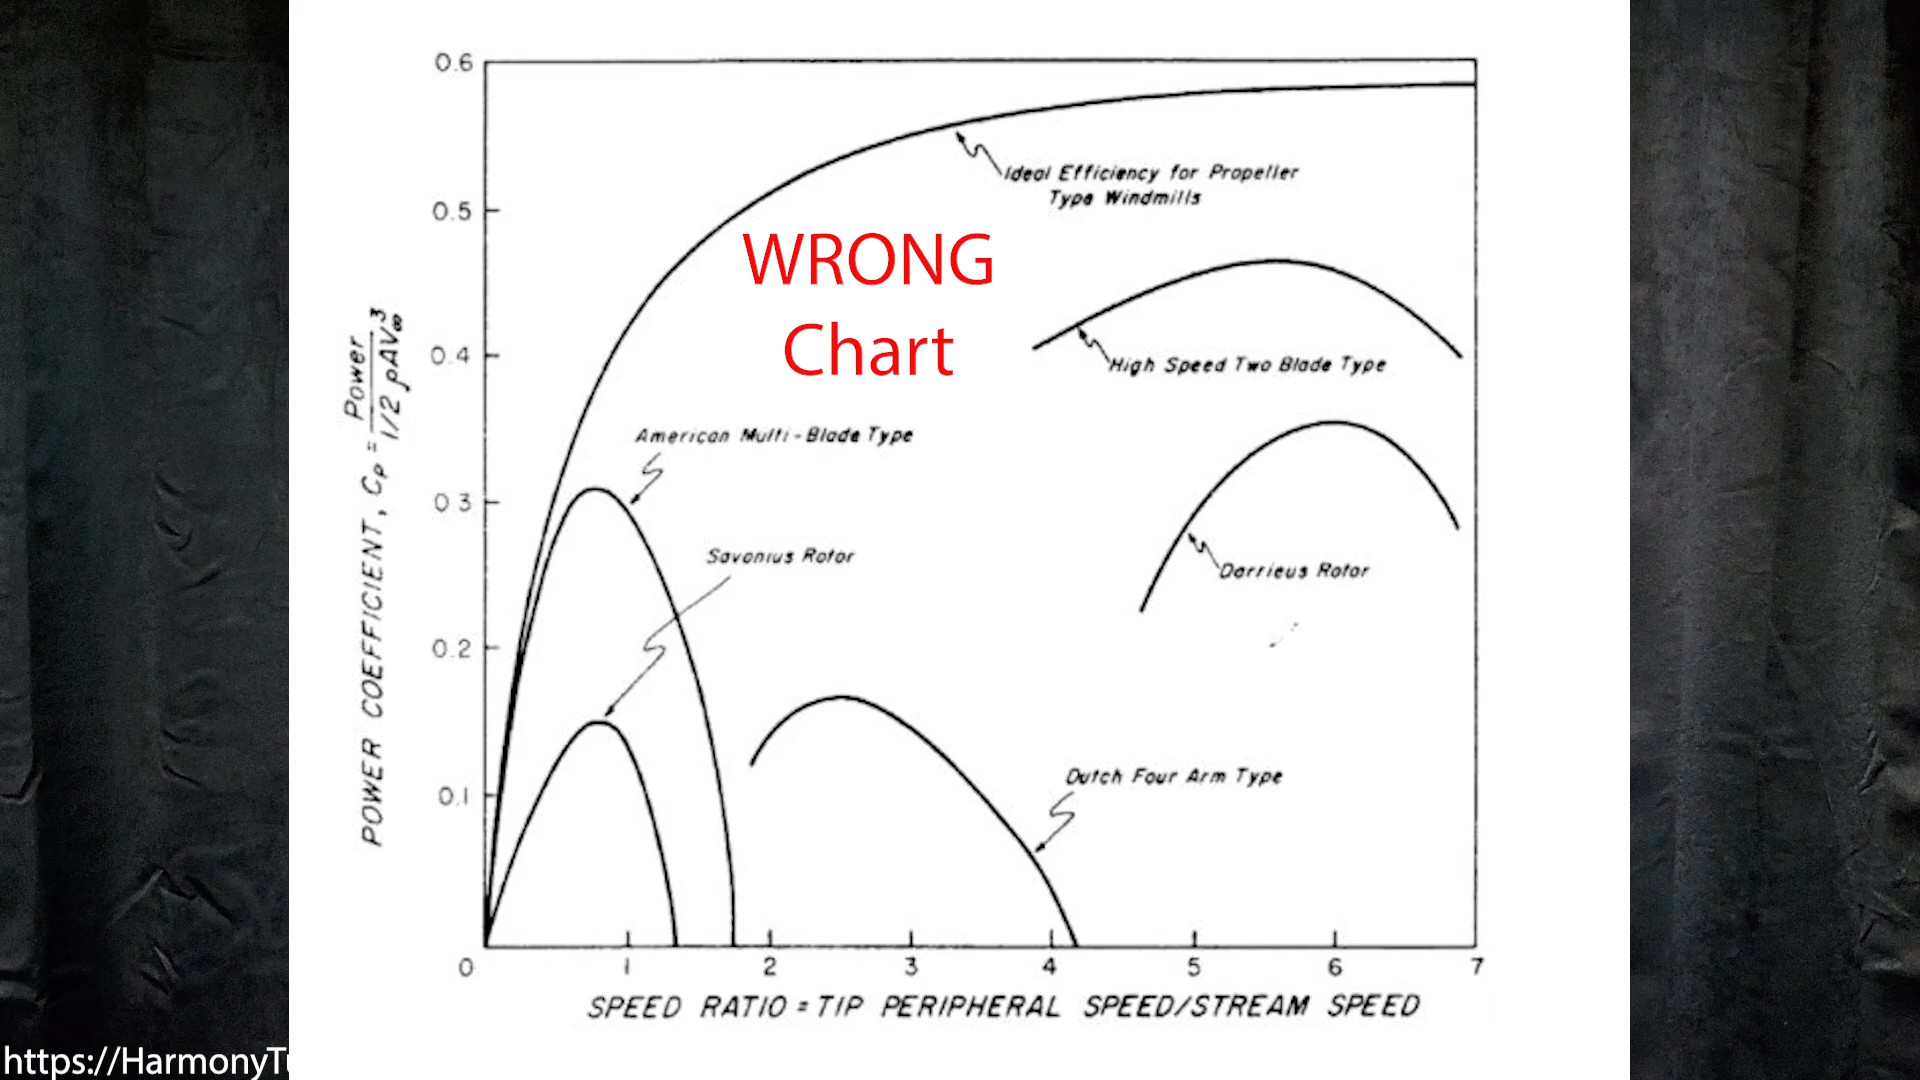 0.6
0.5
0.4
0.3
0.2
0.1
0
1
2
3
4
5
6
7
POWER COEFFICIENT, Cp = Power / 1/2 ρAV∞³
SPEED RATIO = TIP PERIPHERAL SPEED/STREAM SPEED
Ideal Efficiency for Propeller
Type Windmills
WRONG
Chart
High Speed Two Blade Type
American Multi-Blade Type
Savonius Rotor
Darrieus Rotor
Dutch Four Arm Type
https://HarmonyT